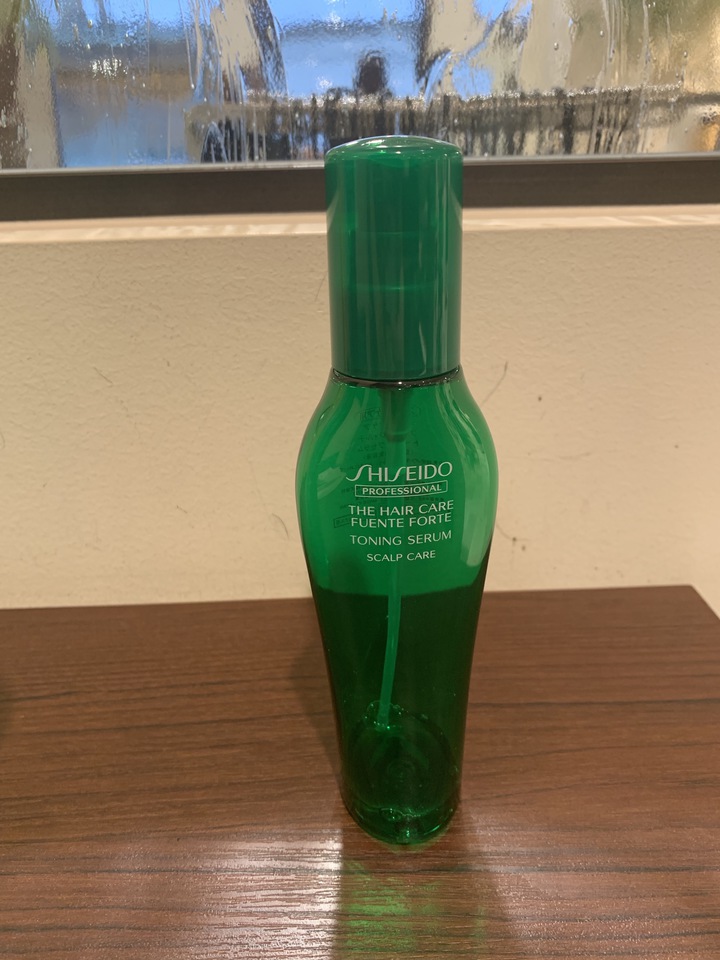 SHISEIDO
PROFESSIONAL
THE HAIR CARE
FUENTE FORTE
TONING SERUM
SCALP CARE